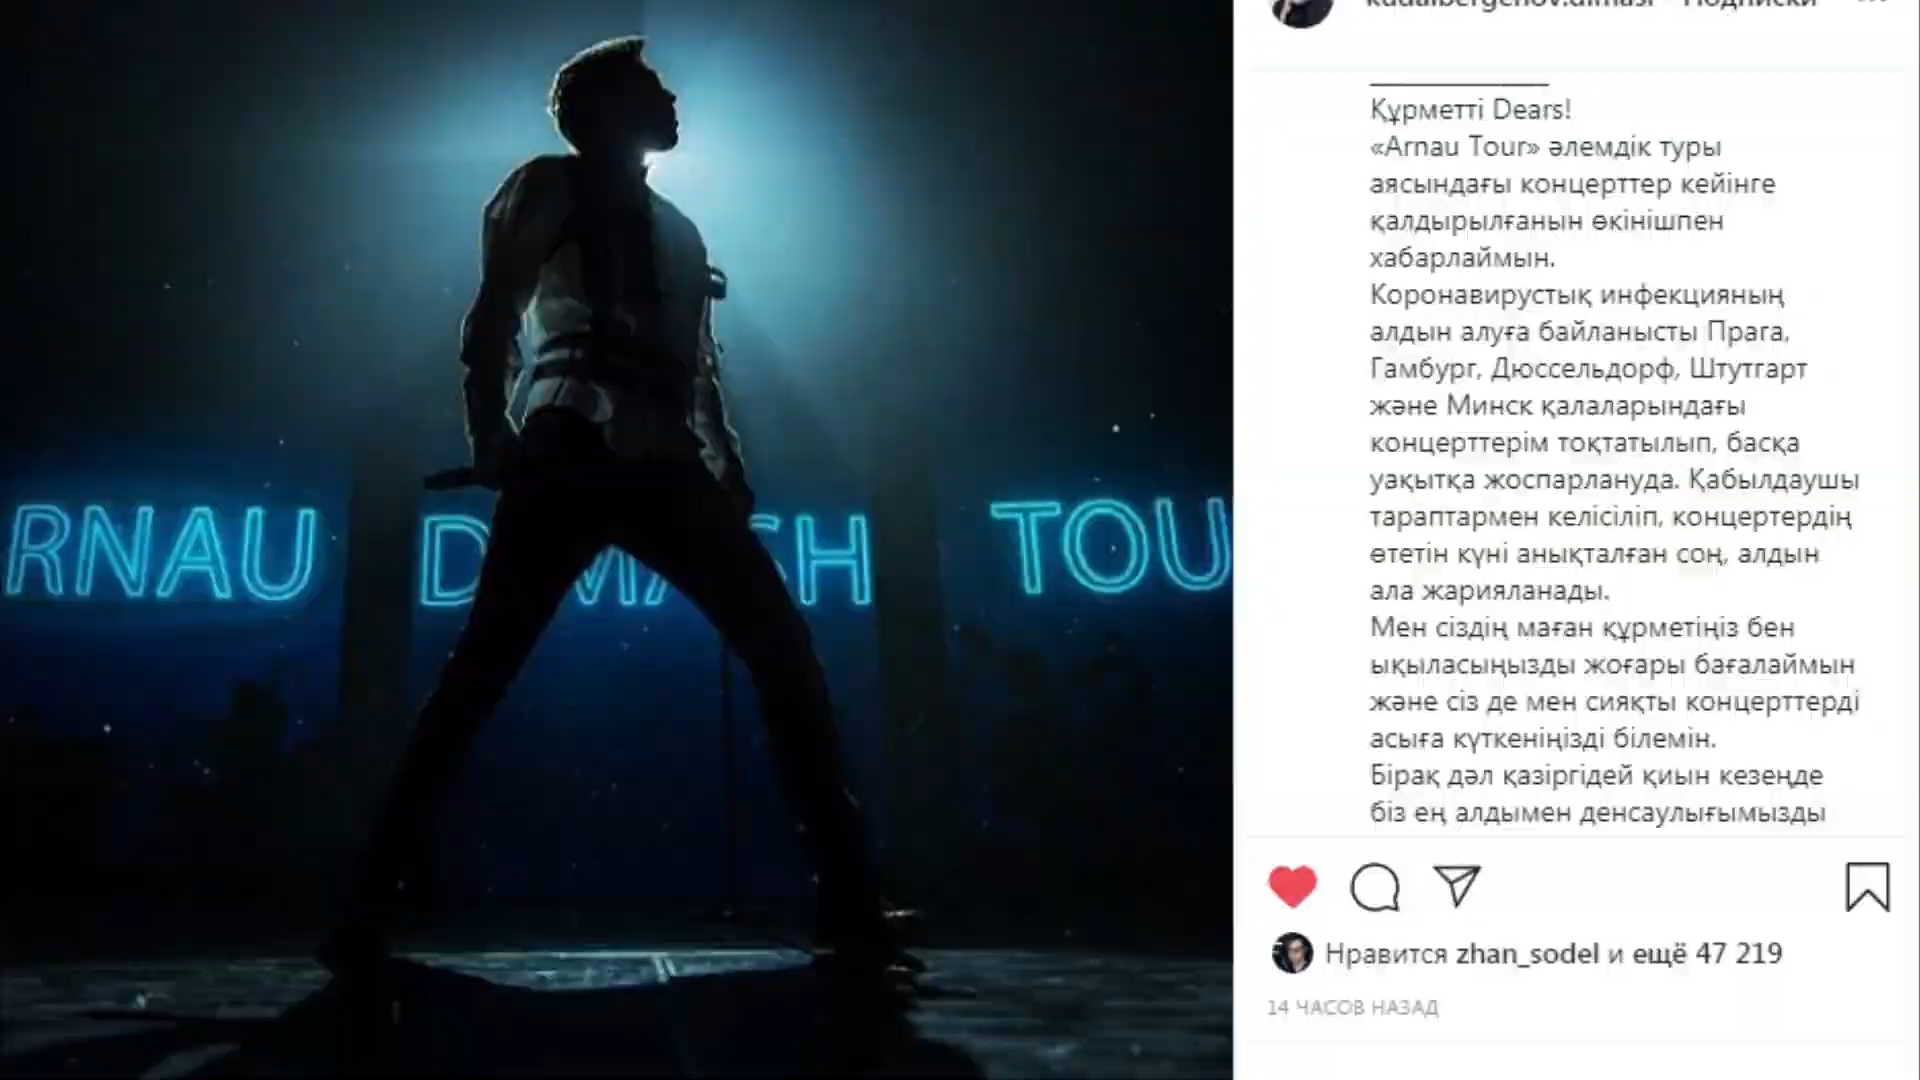 kudaibergenov.dimash • Подписки
Құрметті Dears!
«Arnau Tour» әлемдік туры
аясындағы концерттер кейінге
қалдырылғанын өкінішпен
хабарлаймын.
Коронавирустық инфекцияның
алдын алуға байланысты Прага,
Гамбург, Дюссельдорф, Штутгарт
және Минск қалаларындағы
концерттерім тоқтатылып, басқа
уақытқа жоспарлануда. Қабылдаушы
тараптармен келісіліп, концертердің
өтетін күні анықталған соң, алдын
ала жарияланады.
Мен сіздің маған құрметіңіз бен
ықыласыңызды жоғары бағалаймын
және сіз де мен сияқты концерттерді
асыға күткеніңізді білемін.
Бірақ дәл қазіргідей қиын кезеңде
біз ең алдымен денсаулығымызды
RNAU D MASH TOU
Нравится zhan_sodel и ещё 47 219
14 ЧАСОВ НАЗАД